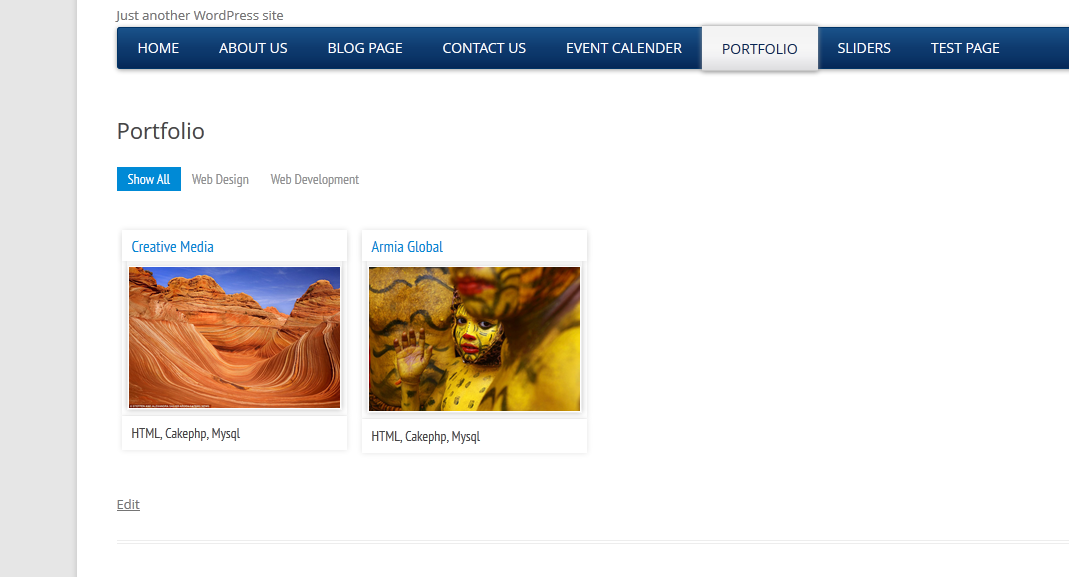 Just another WordPress site
HOME ABOUT US BLOG PAGE CONTACT US EVENT CALENDER PORTFOLIO SLIDERS TEST PAGE
Portfolio
Show All Web Design Web Development
Creative Media Armia Global
HTML, Cakephp, Mysql HTML, Cakephp, Mysql
Edit